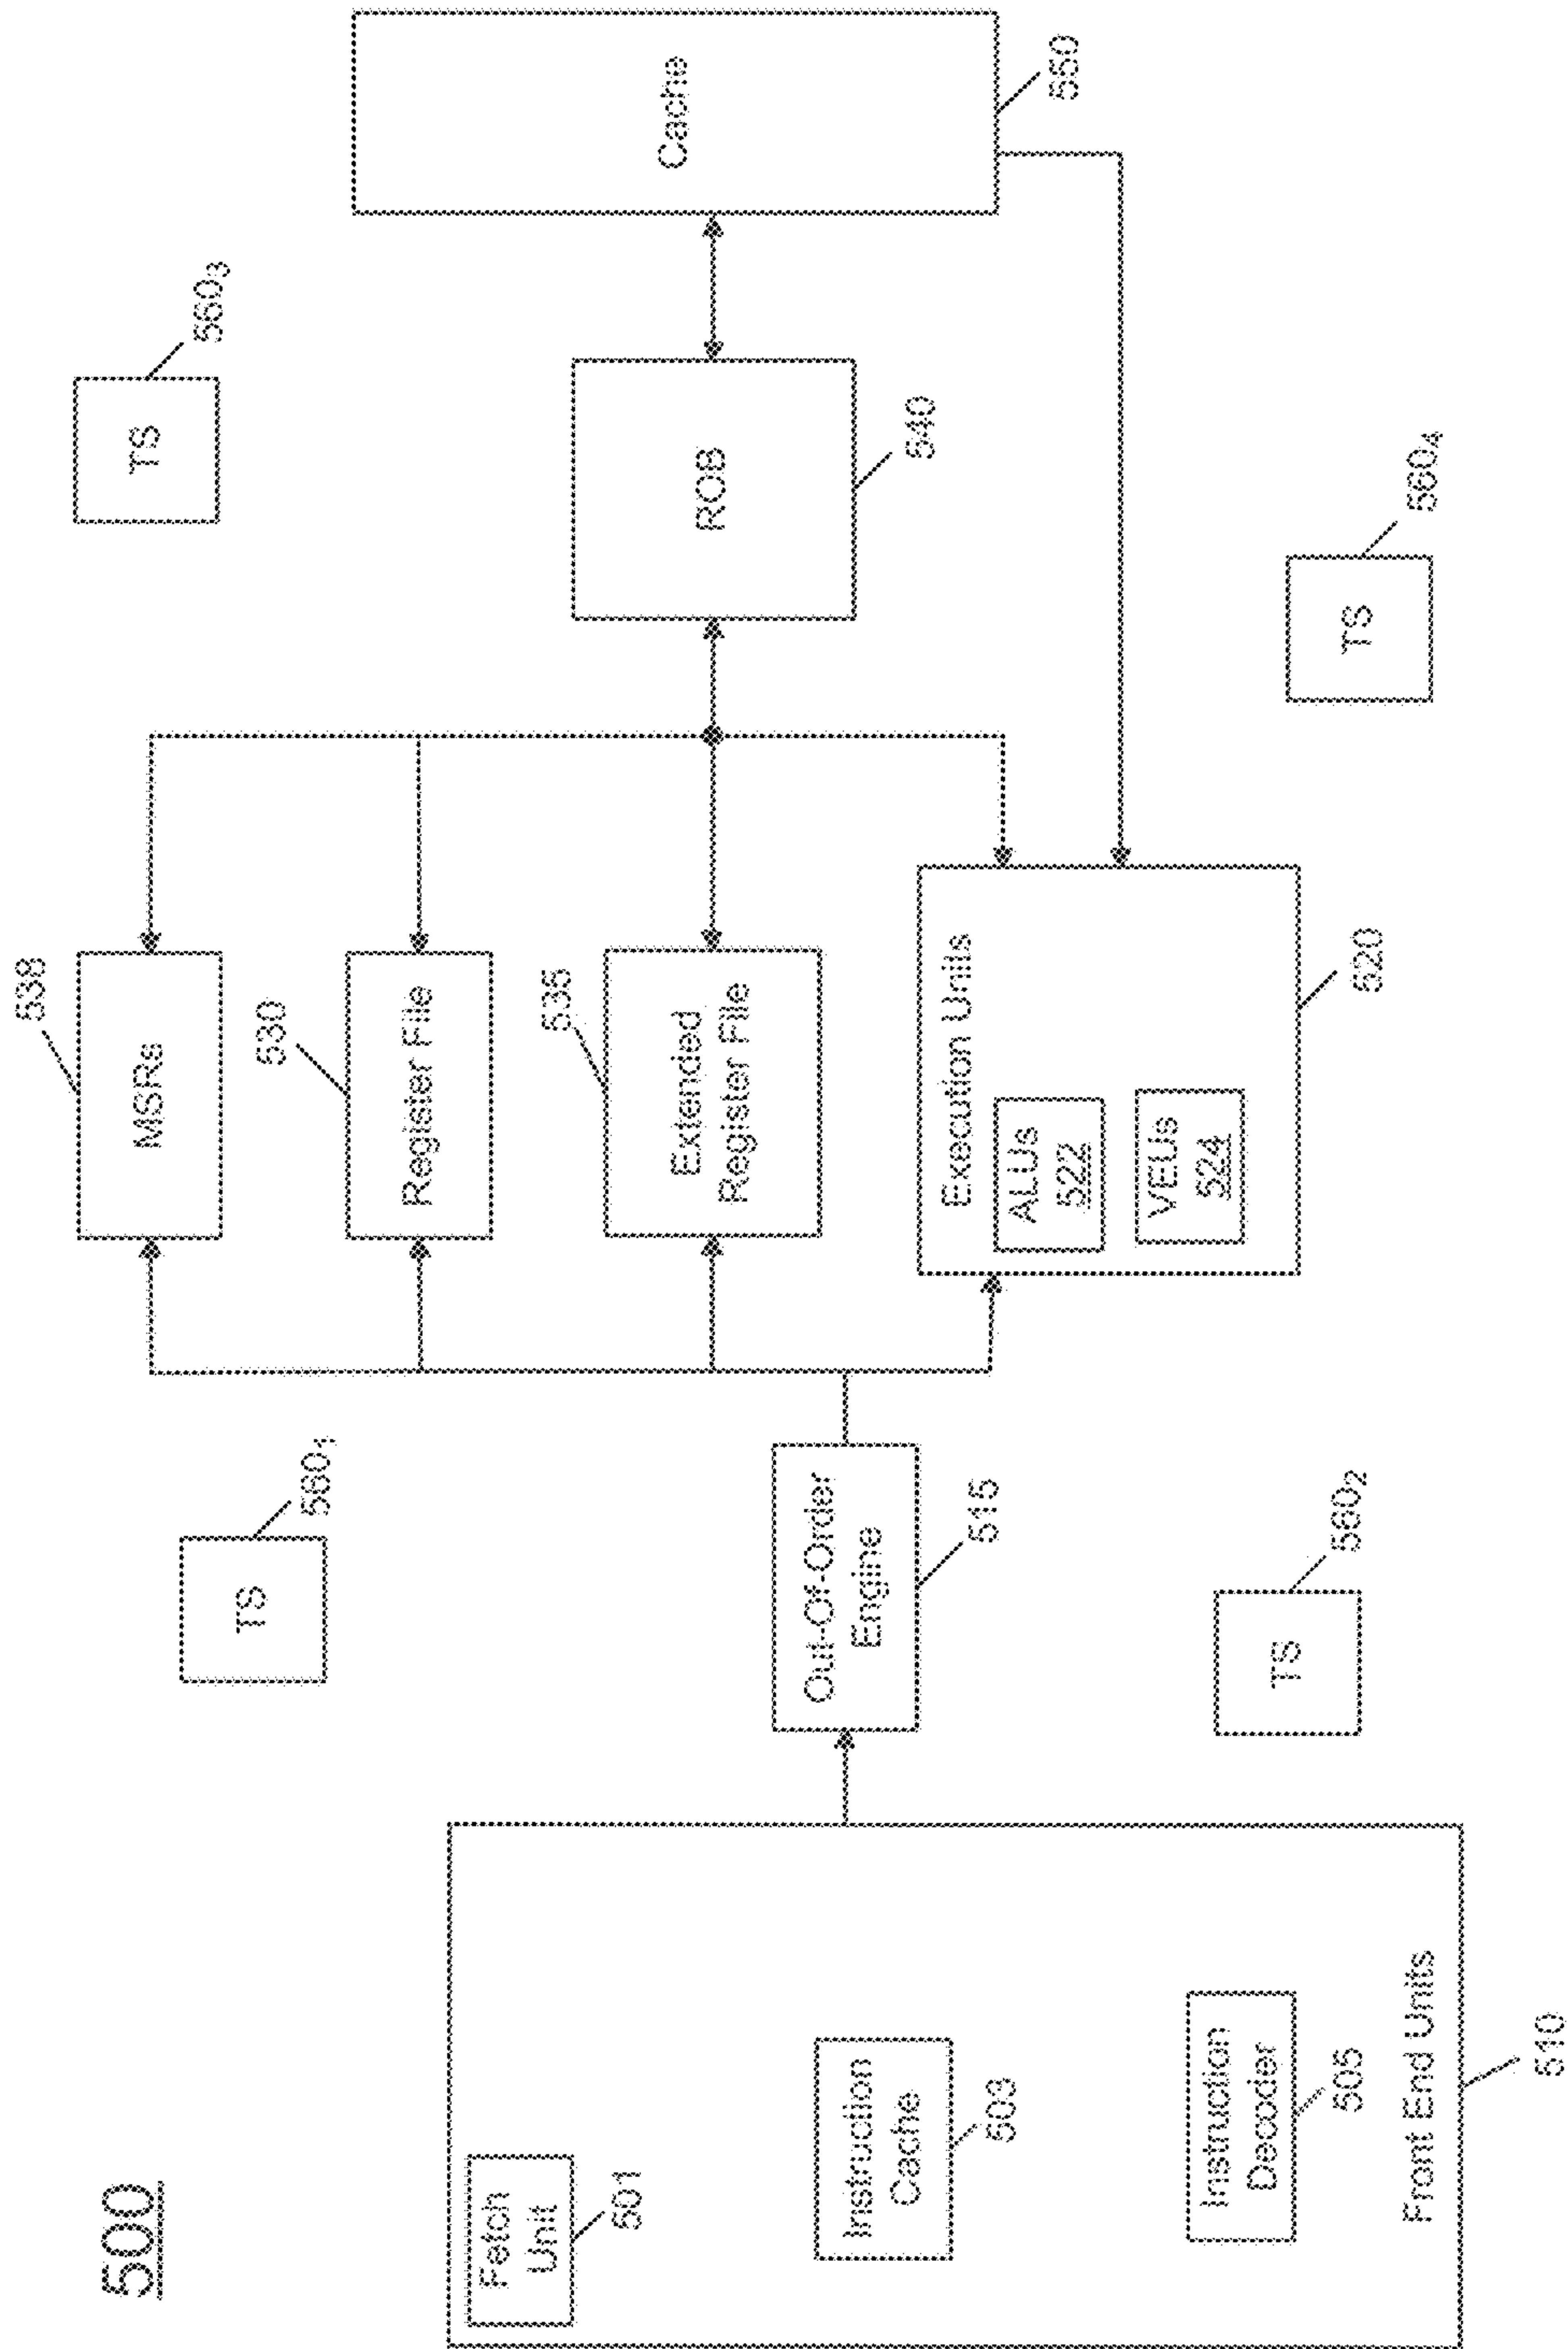 500
Fetch
Unit
501
Instruction
Cache
503
Instruction
Decoder
505
Front End Units
510
Out-Of-Order
Engine
515
TS
560₁
TS
560₂
MSRs
538
Register File
530
Extended
Register File
535
Execution Units
ALUs
522
VEUs
524
520
ROB
540
TS
560₃
TS
560₄
Cache
550